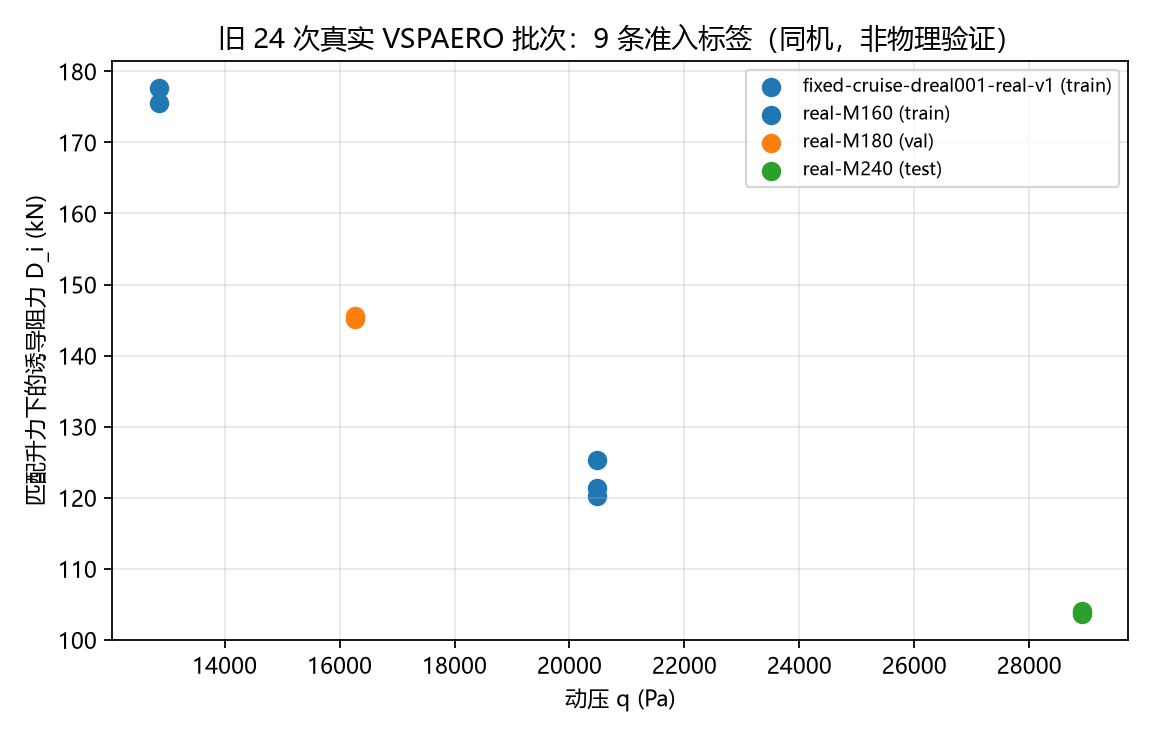 旧 24 次真实 VSPAERO 批次：9 条准入标签（同机，非物理验证）
fixed-cruise-dreal001-real-v1 (train)
real-M160 (train)
real-M180 (val)
real-M240 (test)
匹配升力下的诱导阻力 D_i (kN)
180
170
160
150
140
130
120
110
100
14000 16000 18000 20000 22000 24000 26000 28000
动压 q (Pa)